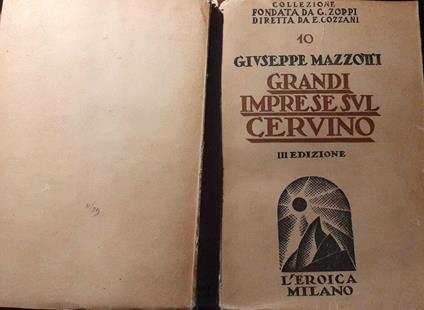 COLLEZIONE
FONDATA DA G. ZOPPI
DIRETTA DA E. COZZANI
10
GIVSEPPE MAZZOTTI
GRANDI
IMPRESE SVL
CERVINO
III EDIZIONE
L'EROICA
MILANO